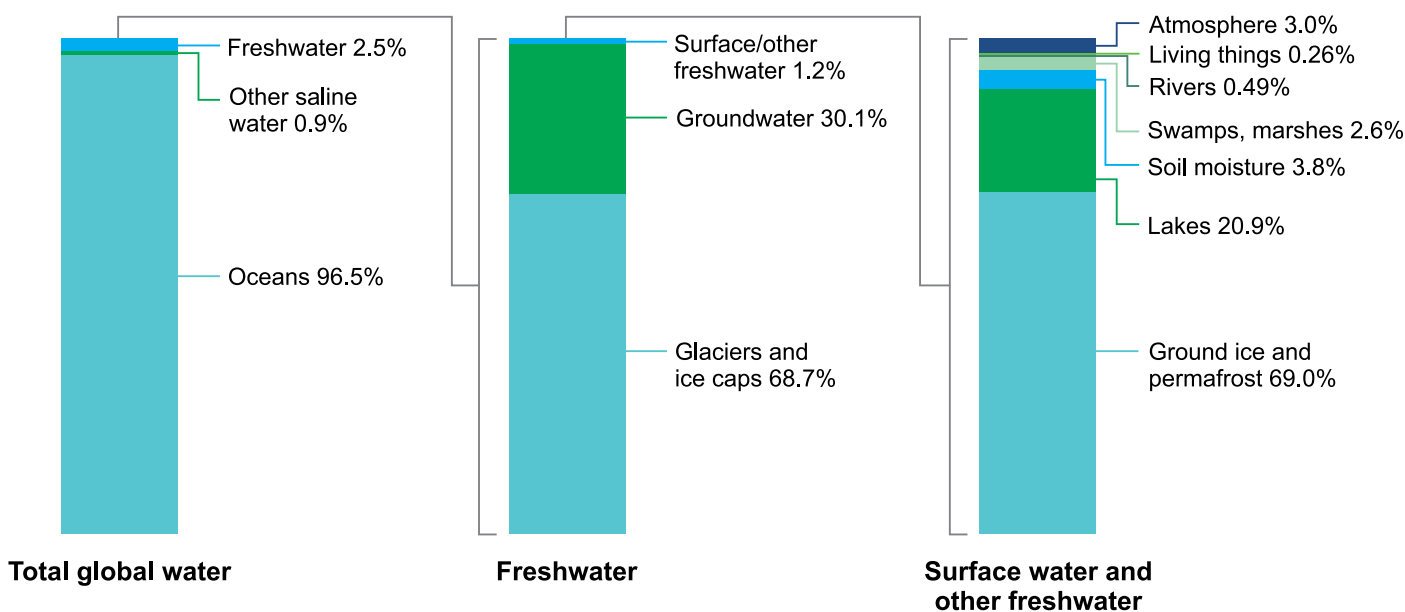 Freshwater 2.5%
Other saline
water 0.9%
Oceans 96.5%
Total global water
Surface/other
freshwater 1.2%
Groundwater 30.1%
Glaciers and
ice caps 68.7%
Freshwater
Atmosphere 3.0%
Living things 0.26%
Rivers 0.49%
Swamps, marshes 2.6%
Soil moisture 3.8%
Lakes 20.9%
Ground ice and
permafrost 69.0%
Surface water and
other freshwater